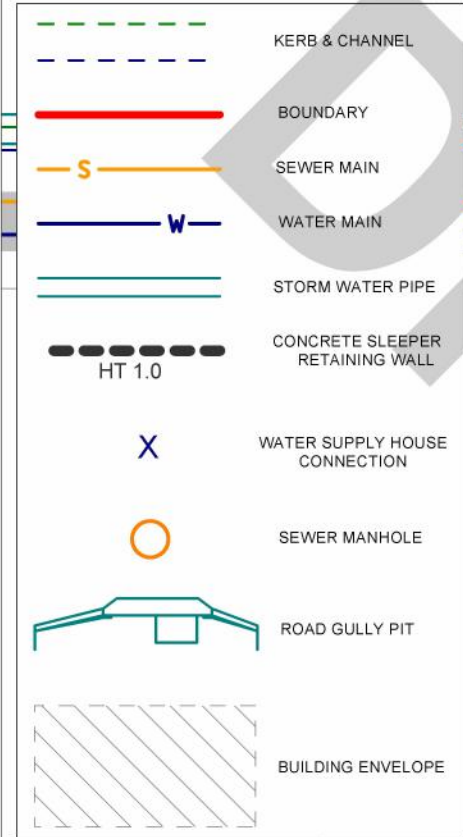 KERB & CHANNEL
BOUNDARY
S
SEWER MAIN
W
WATER MAIN
STORM WATER PIPE
HT 1.0
CONCRETE SLEEPER
RETAINING WALL
X
WATER SUPPLY HOUSE
CONNECTION
SEWER MANHOLE
ROAD GULLY PIT
BUILDING ENVELOPE